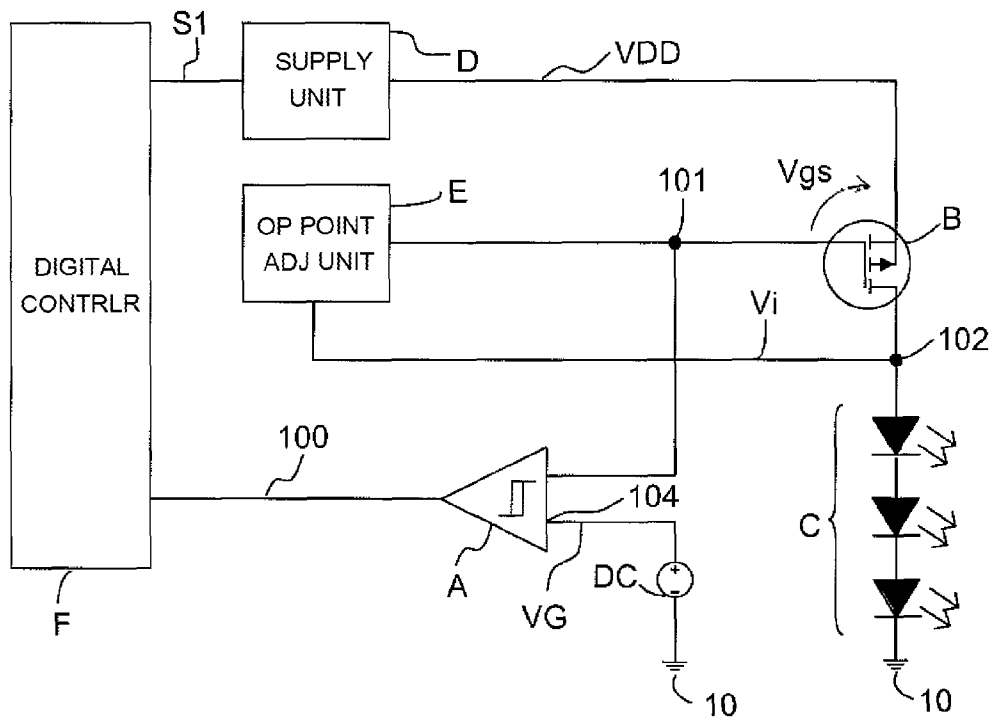 S1
SUPPLY
UNIT
D
VDD
Vgs
101
B
OP POINT
ADJ UNIT
E
DIGITAL
CONTRLR
Vi
102
100
104
A
VG
DC
+
-
C
F
10
10